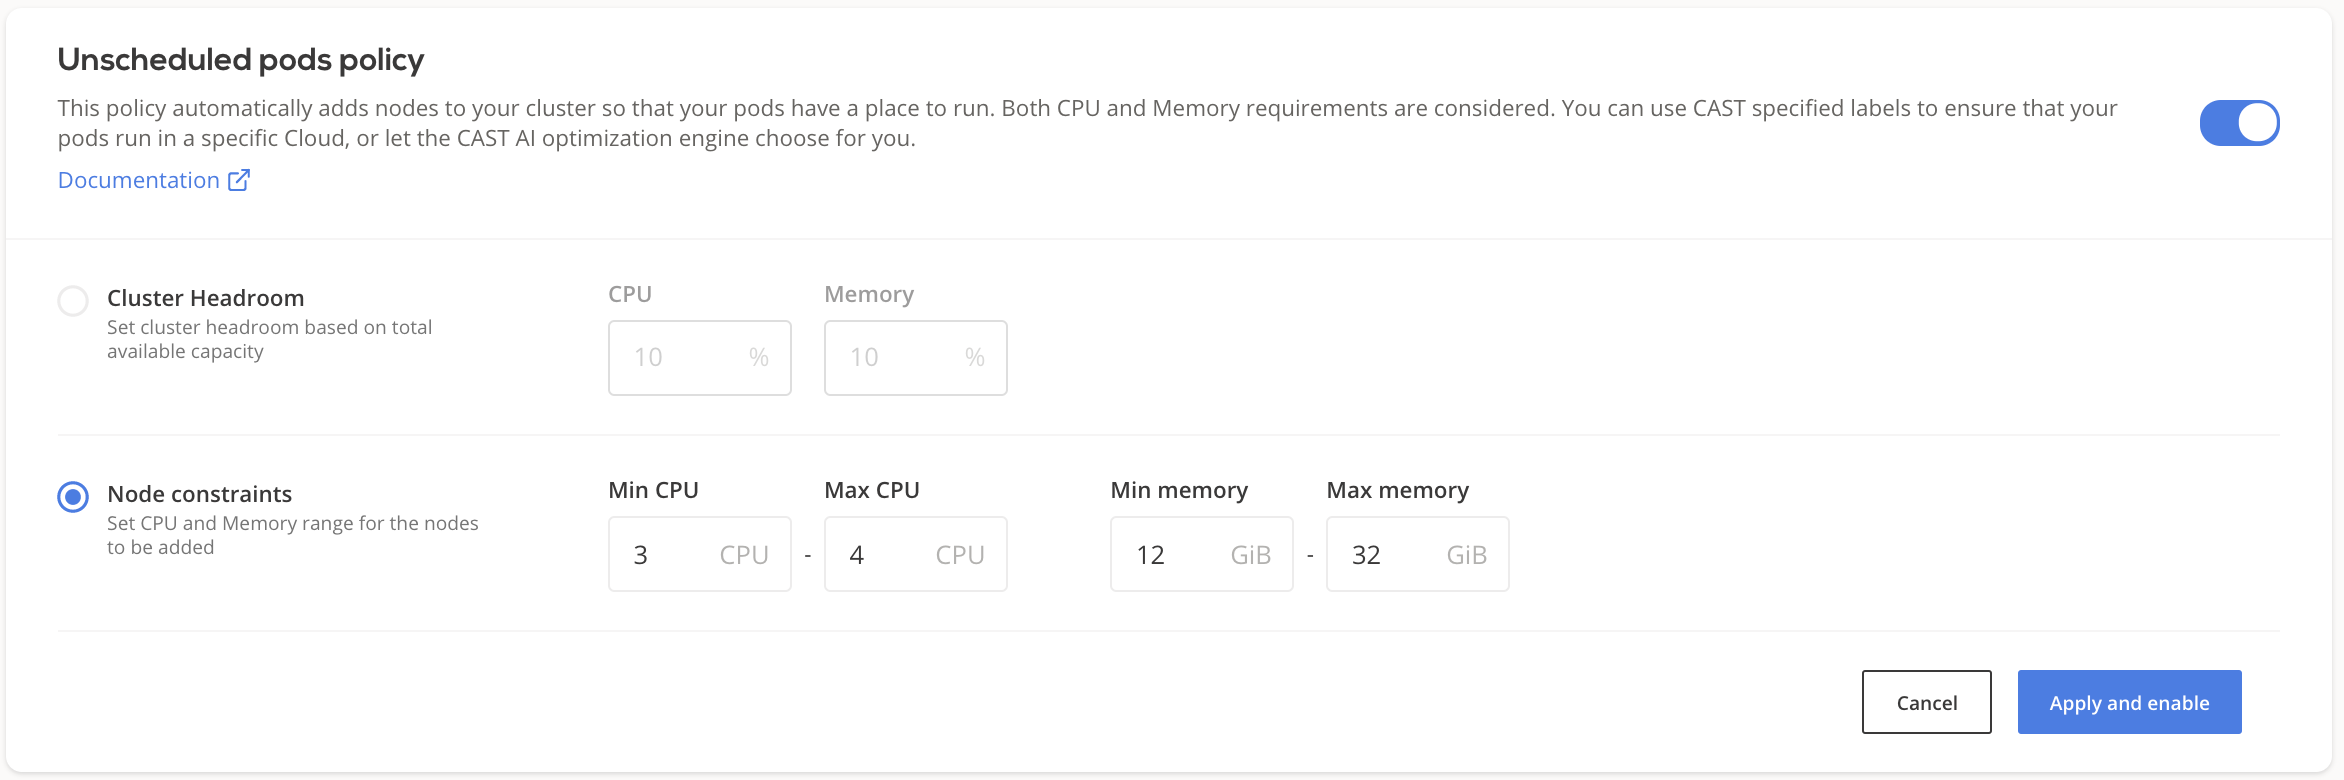 Unscheduled pods policy
This policy automatically adds nodes to your cluster so that your pods have a place to run. Both CPU and Memory requirements are considered. You can use CAST specified labels to ensure that your
pods run in a specific Cloud, or let the CAST AI optimization engine choose for you.
Documentation
Cluster Headroom
Set cluster headroom based on total
available capacity
CPU Memory
10 % 10 %
Node constraints
Set CPU and Memory range for the nodes
to be added
Min CPU Max CPU Min memory Max memory
3 CPU - 4 CPU 12 GiB - 32 GiB
Cancel Apply and enable